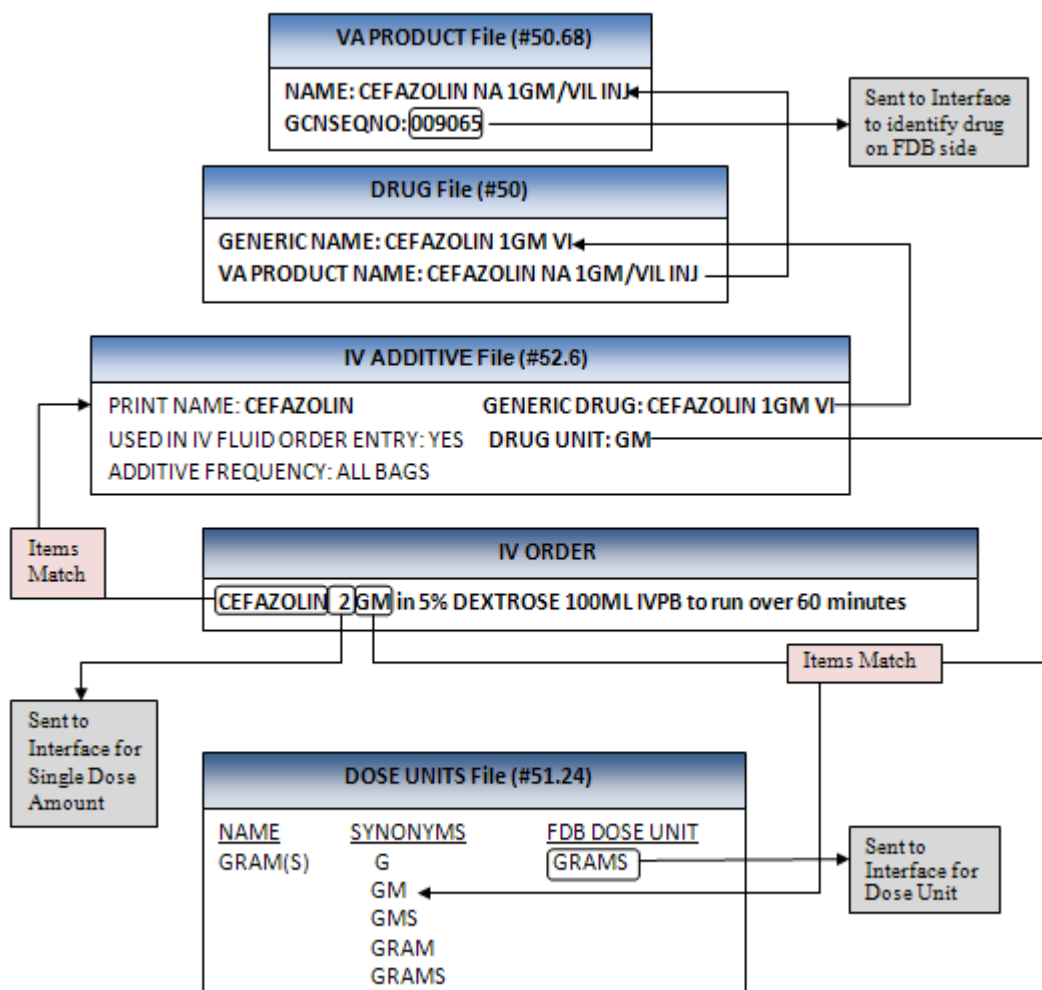 VA PRODUCT File (#50.68)
NAME: CEFAZOLIN NA 1GM/VIL INJ
GCNSEQNO: 009065
Sent to Interface
to identify drug
on FDB side
DRUG File (#50)
GENERIC NAME: CEFAZOLIN 1GM VI
VA PRODUCT NAME: CEFAZOLIN NA 1GM/VIL INJ
IV ADDITIVE File (#52.6)
PRINT NAME: CEFAZOLIN GENERIC DRUG: CEFAZOLIN 1GM VI
USED IN IV FLUID ORDER ENTRY: YES DRUG UNIT: GM
ADDITIVE FREQUENCY: ALL BAGS
Items
Match
IV ORDER
CEFAZOLIN 2 GM in 5% DEXTROSE 100ML IVPB to run over 60 minutes
Items Match
Sent to
Interface for
Single Dose
Amount
DOSE UNITS File (#51.24)
NAME SYNONYMS FDB DOSE UNIT
GRAM(S) G GRAMS
GM
GMS
GRAM
GRAMS
Sent to
Interface for
Dose Unit